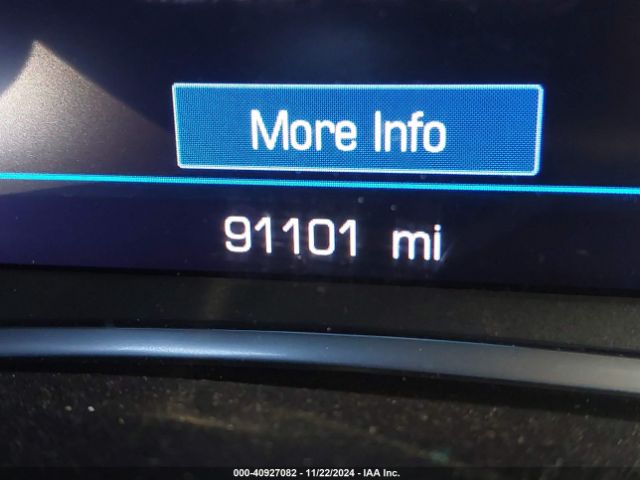 More Info
91101 mi
000-40927082 - 11/22/2024 - IAA Inc.